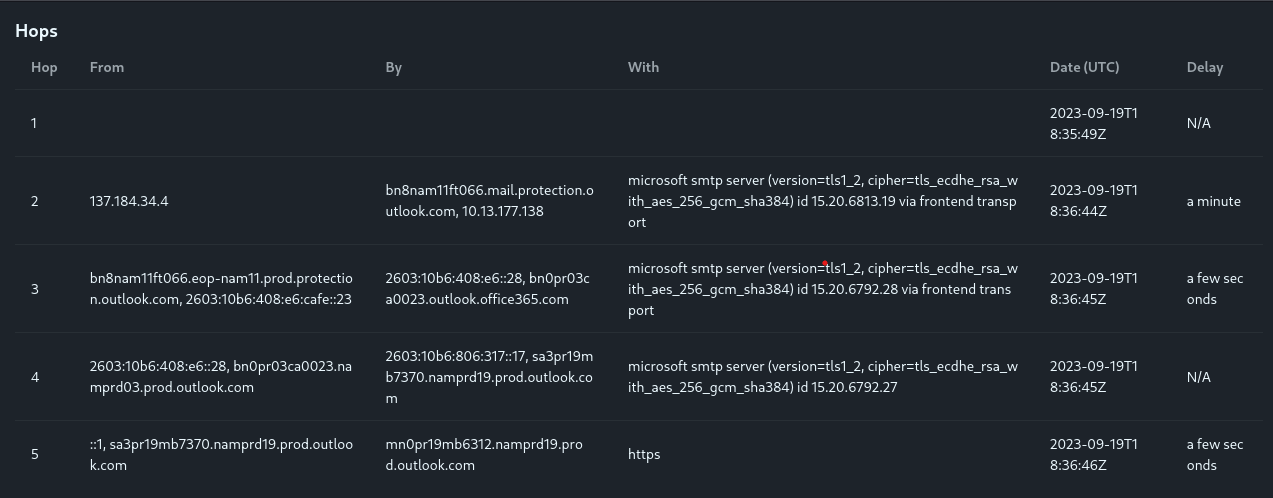 Hops
Hop From By With Date (UTC) Delay
1 2023-09-19T1 N/A
8:35:49Z
2 137.184.34.4 bn8nam11ft066.mail.protection.o microsoft smtp server (version=tls1_2, cipher=tls_ecdhe_rsa_w 2023-09-19T1 a minute
utlook.com, 10.13.177.138 ith_aes_256_gcm_sha384) id 15.20.6813.19 via frontend transp 8:36:44Z
ort
3 bn8nam11ft066.eop-nam11.prod.protectio 2603:10b6:408:e6::28, bn0pr03c microsoft smtp server (version=tls1_2, cipher=tls_ecdhe_rsa_w 2023-09-19T1 a few sec
n.outlook.com, 2603:10b6:408:e6:cafe::23 a0023.outlook.office365.com ith_aes_256_gcm_sha384) id 15.20.6792.28 via frontend trans 8:36:45Z onds
port
4 2603:10b6:408:e6::28, bn0pr03ca0023.na 2603:10b6:806:317::17, sa3pr19m microsoft smtp server (version=tls1_2, cipher=tls_ecdhe_rsa_w 2023-09-19T1 N/A
mprd03.prod.outlook.com b7370.namprd19.prod.outlook.co ith_aes_256_gcm_sha384) id 15.20.6792.27 8:36:45Z
m
5 ::1, sa3pr19mb7370.namprd19.prod.outloo mn0pr19mb6312.namprd19.pro https 2023-09-19T1 a few sec
k.com d.outlook.com 8:36:46Z onds